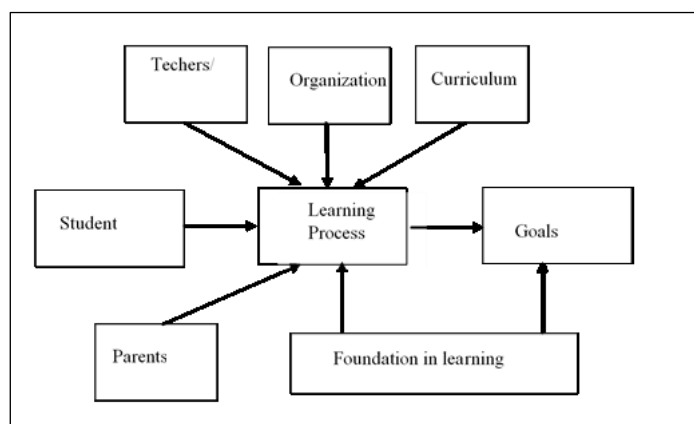 Techers/
Organization
Curriculum
Student
Learning
Process
Goals
Parents
Foundation in learning